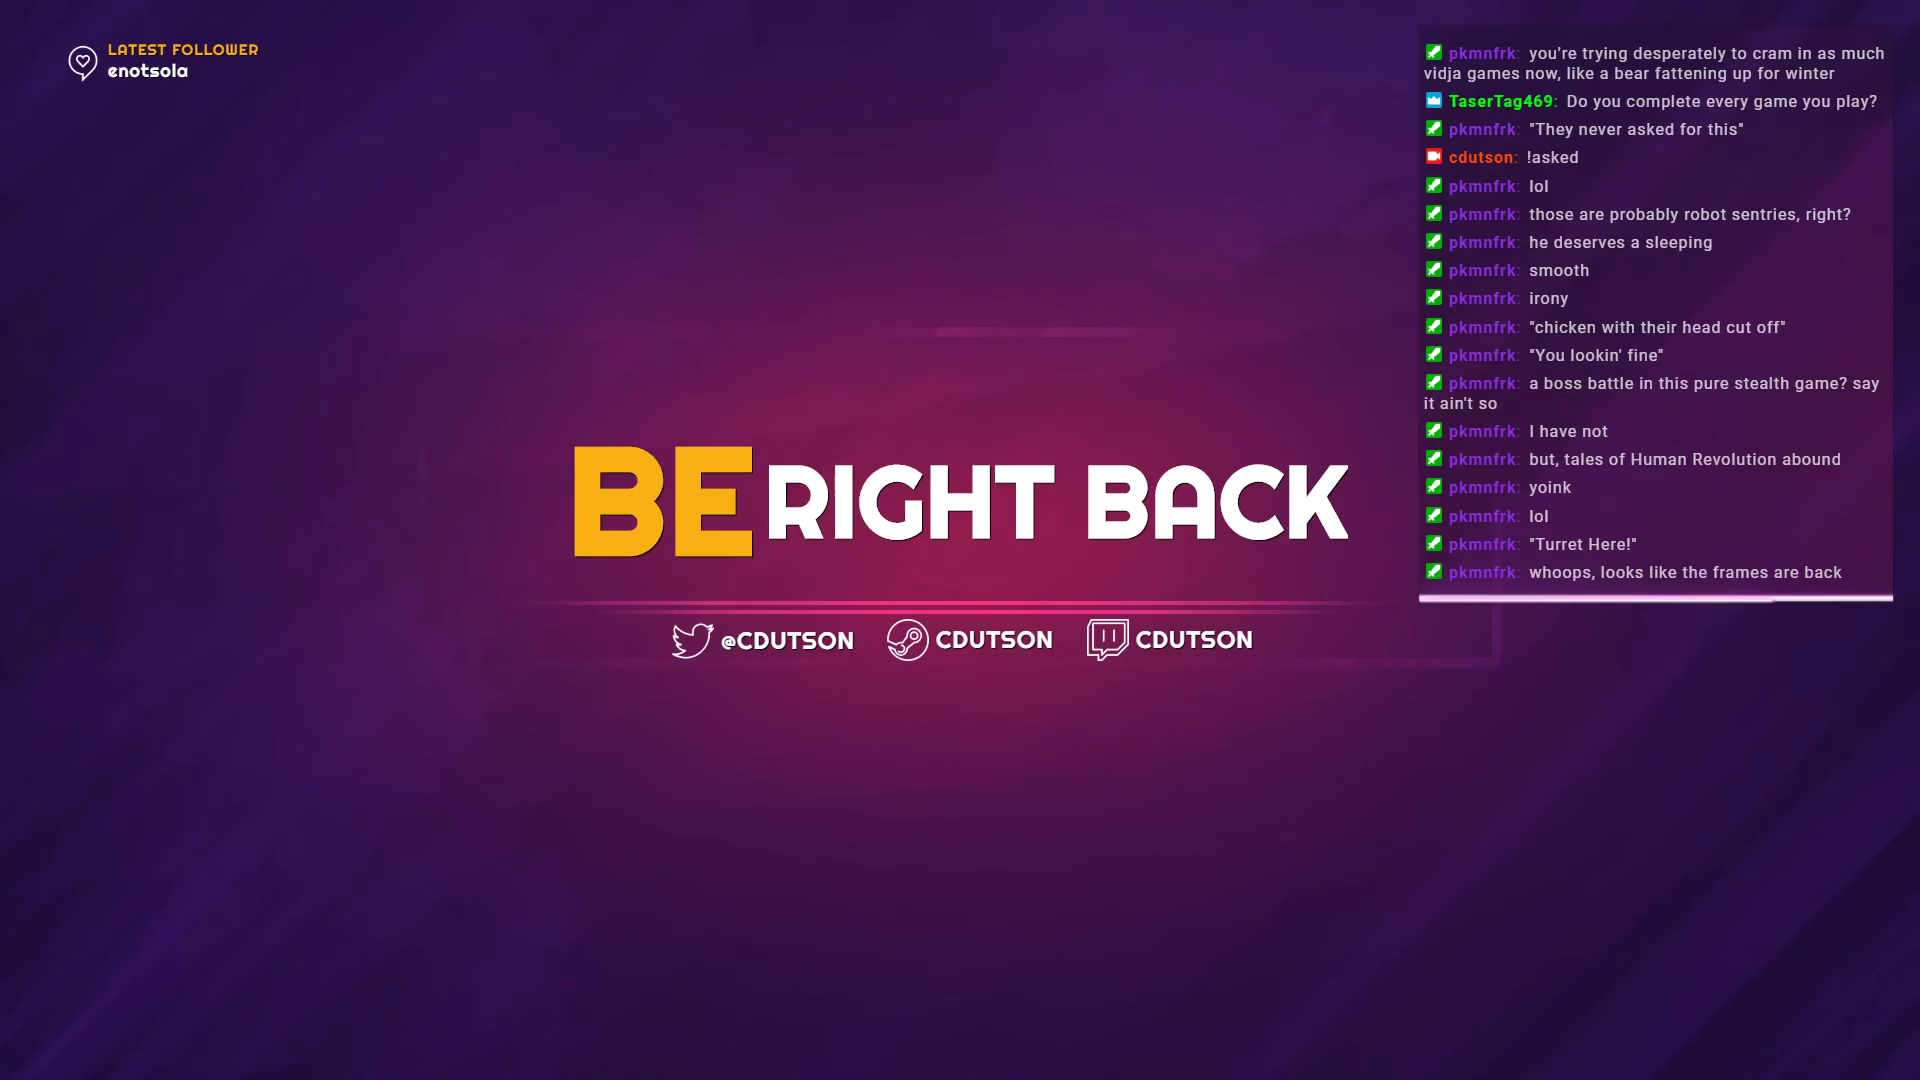 LATEST FOLLOWER
enotsola
pkmnfrk: you're trying desperately to cram in as much
vidja games now, like a bear fattening up for winter
TaserTag469: Do you complete every game you play?
pkmnfrk: "They never asked for this"
cdutson: !asked
pkmnfrk: lol
pkmnfrk: those are probably robot sentries, right?
pkmnfrk: he deserves a sleeping
pkmnfrk: smooth
pkmnfrk: irony
pkmnfrk: "chicken with their head cut off"
pkmnfrk: "You lookin' fine"
pkmnfrk: a boss battle in this pure stealth game? say
it ain't so
pkmnfrk: I have not
pkmnfrk: but, tales of Human Revolution abound
pkmnfrk: yoink
pkmnfrk: lol
pkmnfrk: "Turret Here!"
pkmnfrk: whoops, looks like the frames are back
BE RIGHT BACK
@CDUTSON CDUTSON CDUTSON